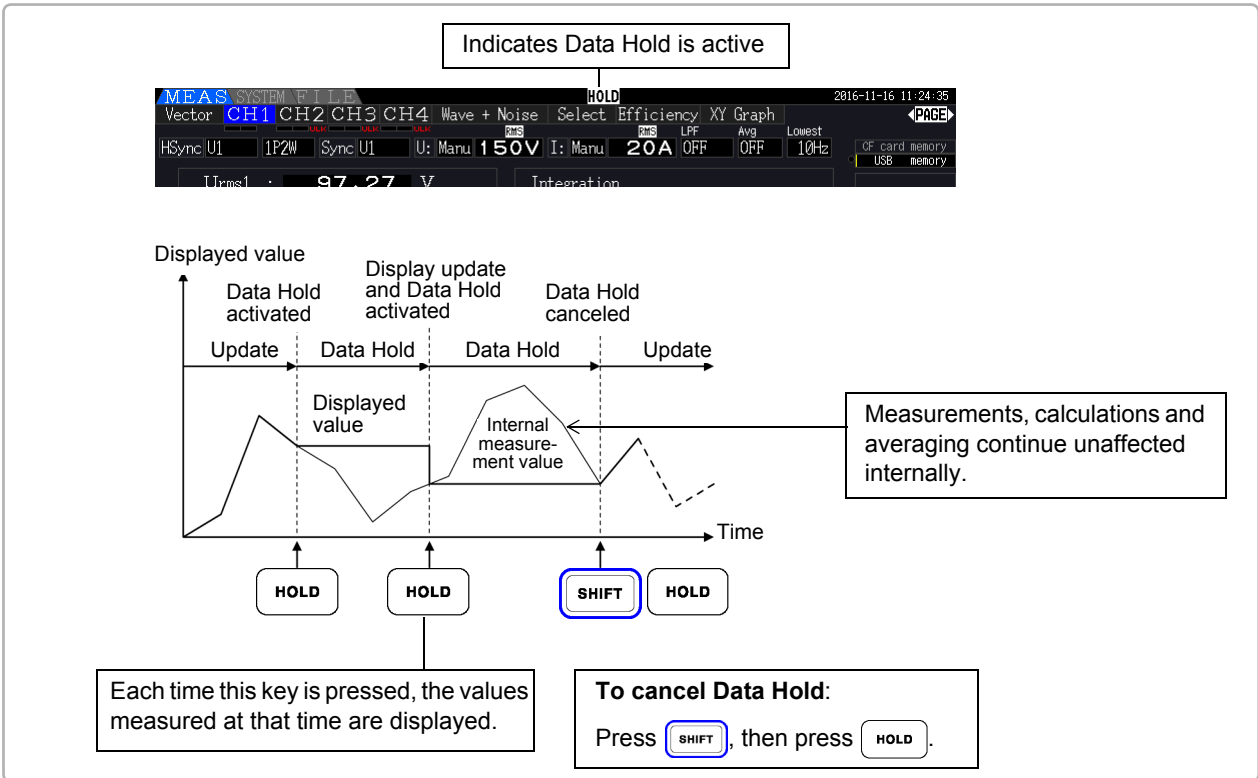 Indicates Data Hold is active
MEAS SYSTEM FILE HOLD 2016-11-16 11:24:35
Vector CH1 CH2 CH3 CH4 Wave + Noise Select Efficiency XY Graph PAGE
ULK ULK ULK RMS RMS LPF Avg Lowest
HSync U1 1P2W Sync U1 U: Manu 150V I: Manu 20A OFF OFF 10Hz CF card memory
USB memory
Urms1 : 97.27 V Integration
Displayed value
Data Hold
activated
Display update
and Data Hold
activated
Data Hold
canceled
Update Data Hold Data Hold Update
Displayed
value
Internal
measure-
ment value
Measurements, calculations and
averaging continue unaffected
internally.
Time
HOLD HOLD SHIFT HOLD
Each time this key is pressed, the values
measured at that time are displayed.
To cancel Data Hold:
Press SHIFT, then press HOLD.